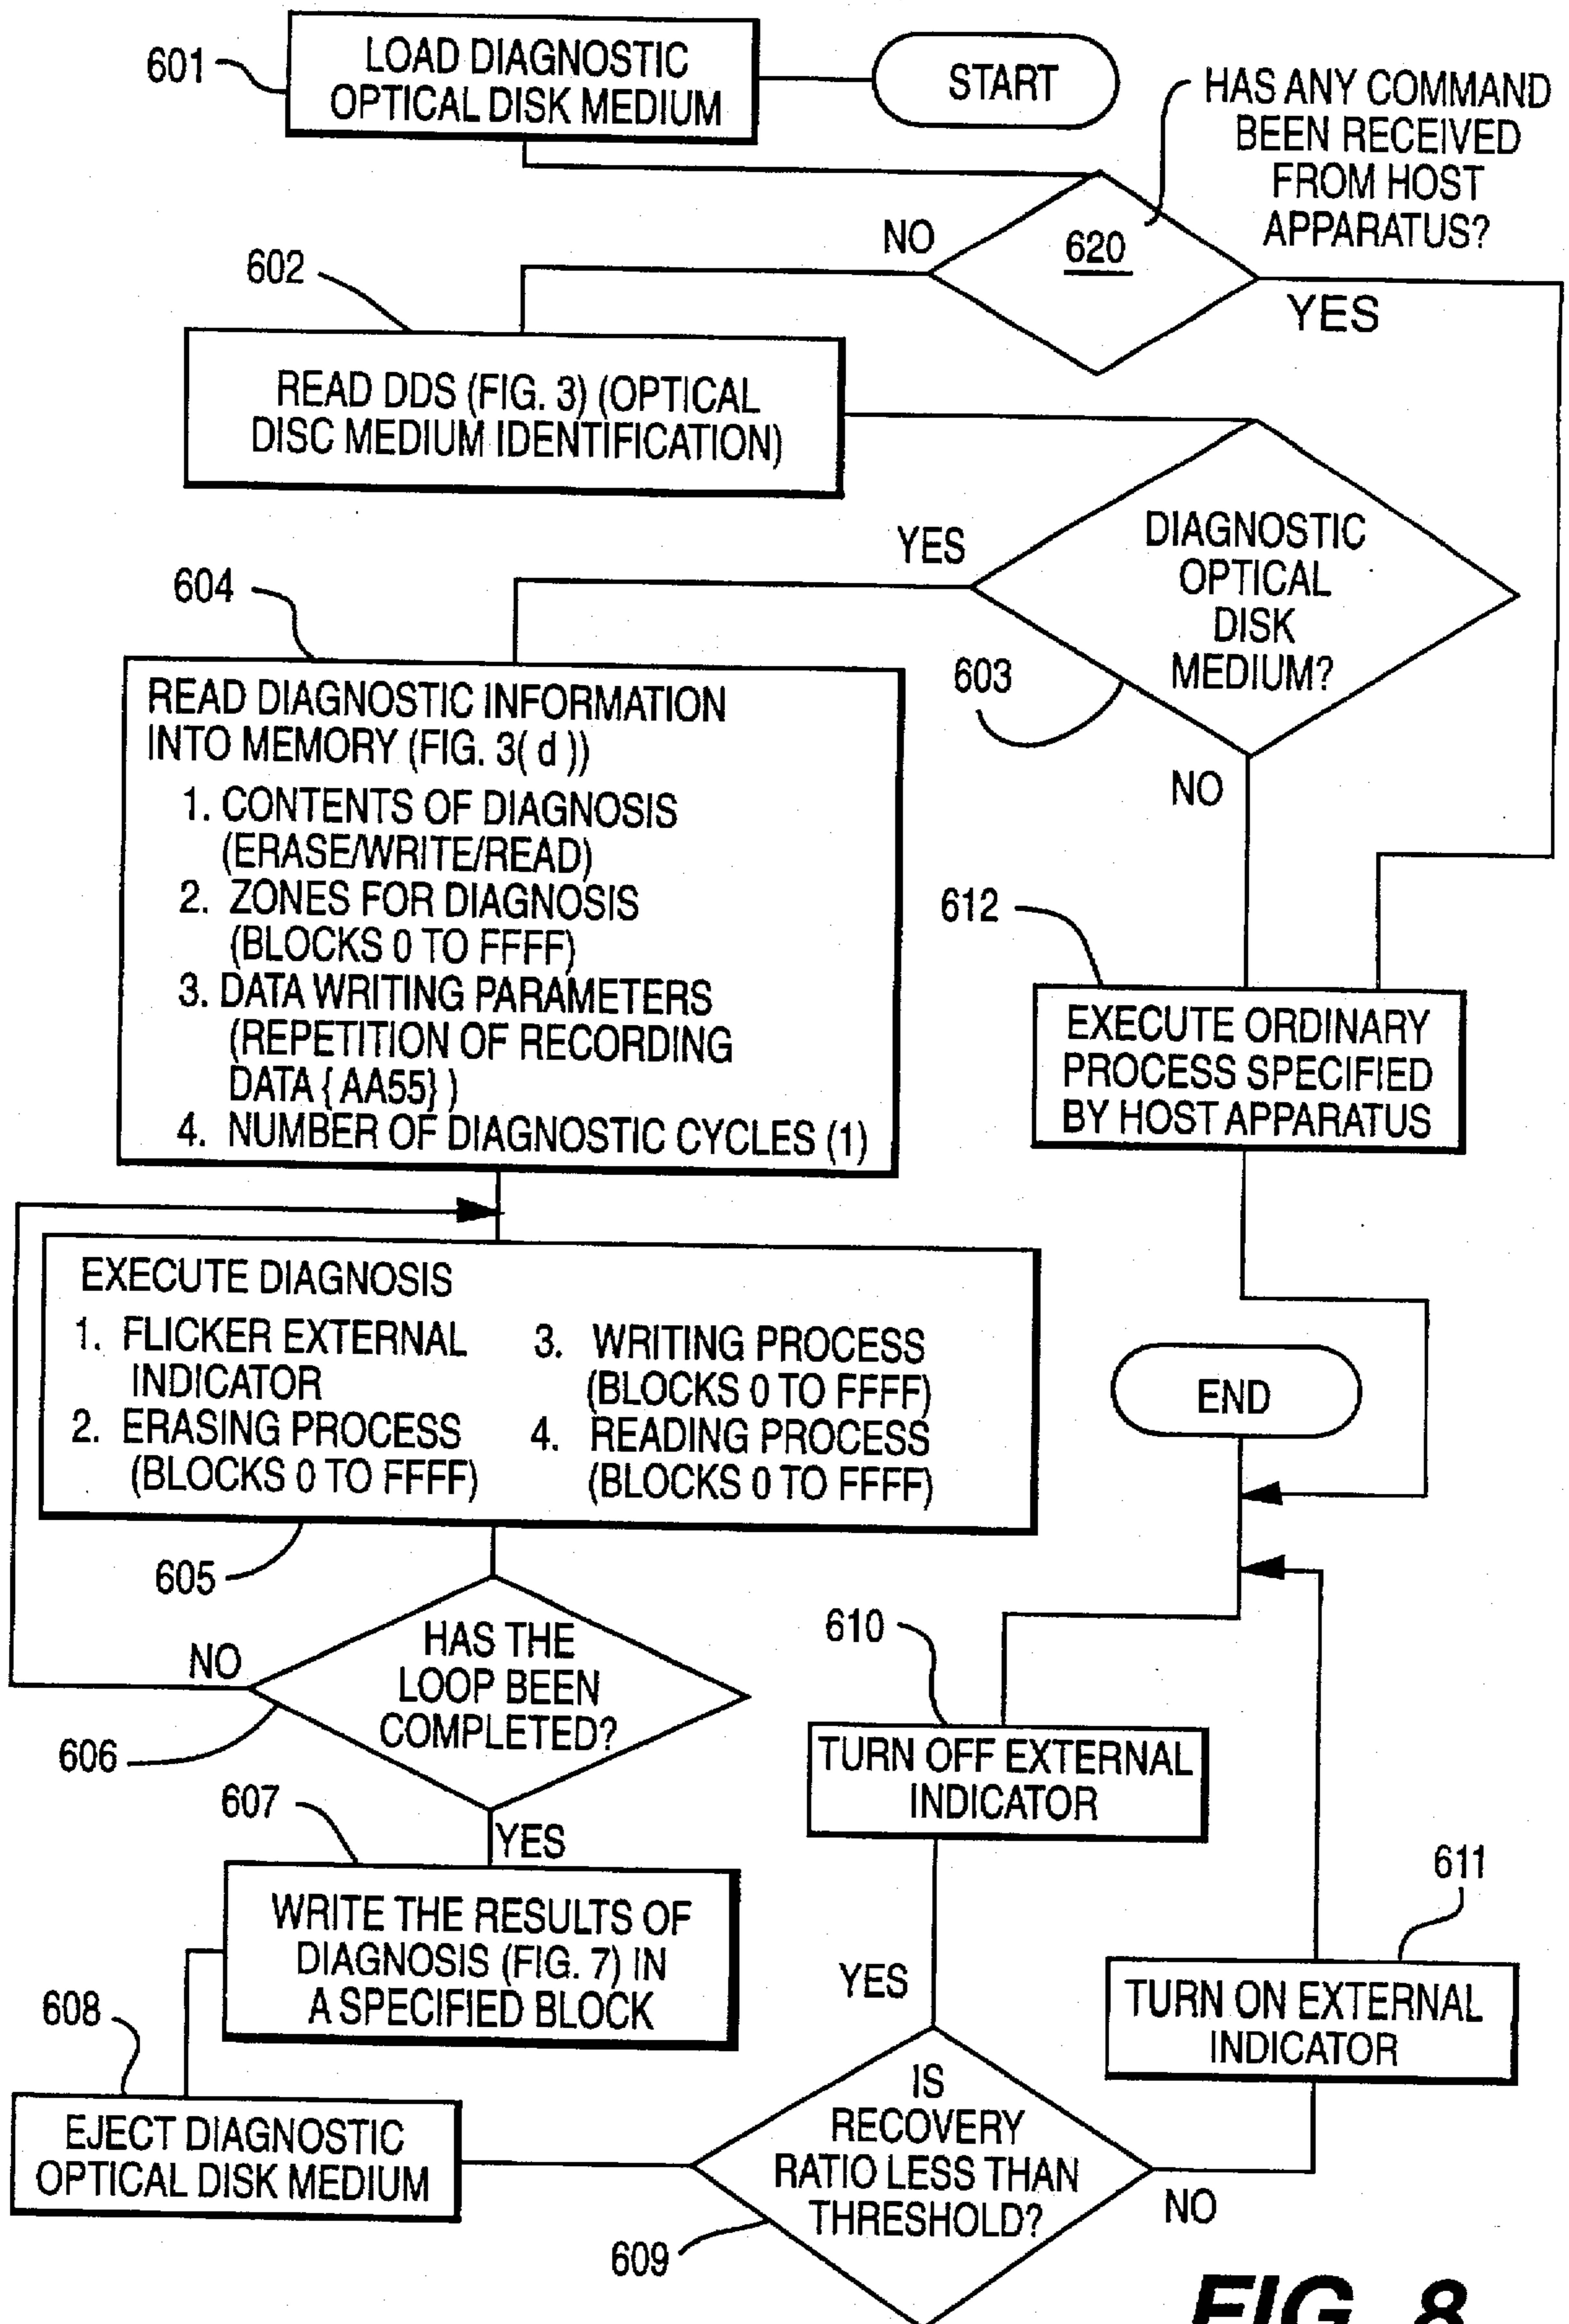 601
LOAD DIAGNOSTIC
OPTICAL DISK MEDIUM
START
HAS ANY COMMAND
BEEN RECEIVED
FROM HOST
APPARATUS?
620
NO
YES
602
READ DDS (FIG. 3) (OPTICAL
DISC MEDIUM IDENTIFICATION)
YES
DIAGNOSTIC
OPTICAL
DISK
MEDIUM?
603
NO
604
READ DIAGNOSTIC INFORMATION
INTO MEMORY (FIG. 3( d ))
1. CONTENTS OF DIAGNOSIS
(ERASE/WRITE/READ)
2. ZONES FOR DIAGNOSIS
(BLOCKS 0 TO FFFF)
3. DATA WRITING PARAMETERS
(REPETITION OF RECORDING
DATA { AA55} )
4. NUMBER OF DIAGNOSTIC CYCLES (1)
612
EXECUTE ORDINARY
PROCESS SPECIFIED
BY HOST APPARATUS
EXECUTE DIAGNOSIS
1. FLICKER EXTERNAL
INDICATOR
2. ERASING PROCESS
(BLOCKS 0 TO FFFF)
3. WRITING PROCESS
(BLOCKS 0 TO FFFF)
4. READING PROCESS
(BLOCKS 0 TO FFFF)
END
605
NO
HAS THE
LOOP BEEN
COMPLETED?
606
YES
610
TURN OFF EXTERNAL
INDICATOR
607
WRITE THE RESULTS OF
DIAGNOSIS (FIG. 7) IN
A SPECIFIED BLOCK
YES
611
TURN ON EXTERNAL
INDICATOR
608
EJECT DIAGNOSTIC
OPTICAL DISK MEDIUM
IS
RECOVERY
RATIO LESS THAN
THRESHOLD?
NO
609
FIG. 8